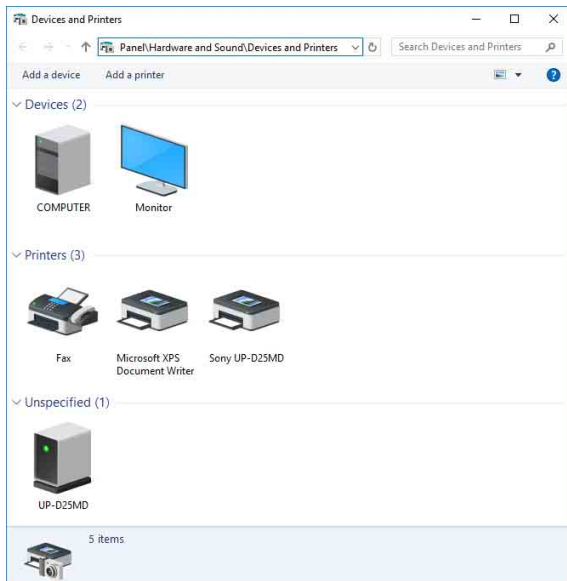 Devices and Printers
Panel\Hardware and Sound\Devices and Printers
Search Devices and Printers
Add a device
Add a printer
Devices (2)
COMPUTER
Monitor
Printers (3)
Fax
Microsoft XPS
Document Writer
Sony UP-D25MD
Unspecified (1)
UP-D25MD
5 items